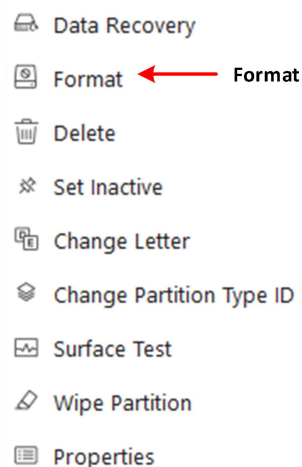 Data Recovery
Format Format
Delete
Set Inactive
Change Letter
Change Partition Type ID
Surface Test
Wipe Partition
Properties